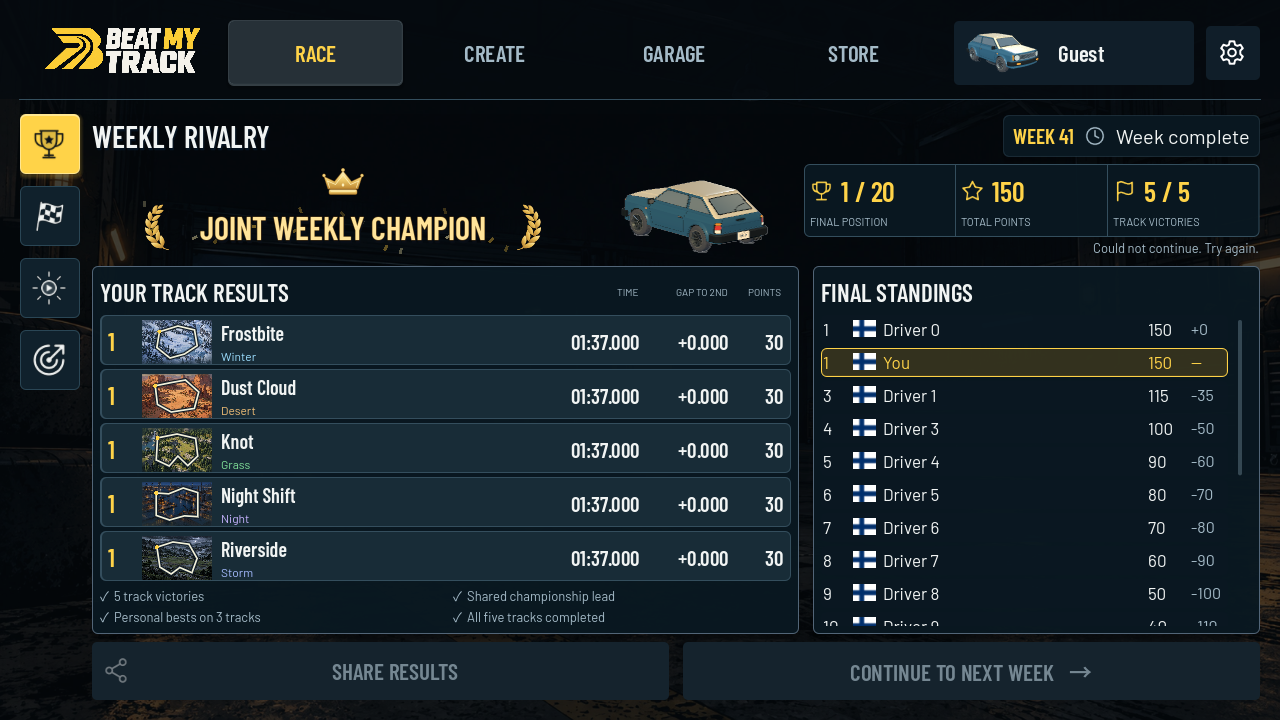 BEAT MY TRACK
RACE
CREATE
GARAGE
STORE
Guest
WEEKLY RIVALRY
WEEK 41 Week complete
JOINT WEEKLY CHAMPION
1 / 20
FINAL POSITION
150
TOTAL POINTS
5 / 5
TRACK VICTORIES
Could not continue. Try again.
YOUR TRACK RESULTS TIME GAP TO 2ND POINTS
1 Frostbite 01:37.000 +0.000 30
Winter
1 Dust Cloud 01:37.000 +0.000 30
Desert
1 Knot 01:37.000 +0.000 30
Grass
1 Night Shift 01:37.000 +0.000 30
Night
1 Riverside 01:37.000 +0.000 30
Storm
✓ 5 track victories
✓ Shared championship lead
✓ Personal bests on 3 tracks
✓ All five tracks completed
FINAL STANDINGS
1 Driver 0 150 +0
1 You 150 —
3 Driver 1 115 -35
4 Driver 3 100 -50
5 Driver 4 90 -60
6 Driver 5 80 -70
7 Driver 6 70 -80
8 Driver 7 60 -90
9 Driver 8 50 -100
10 Driver 9 40 -110
SHARE RESULTS
CONTINUE TO NEXT WEEK →